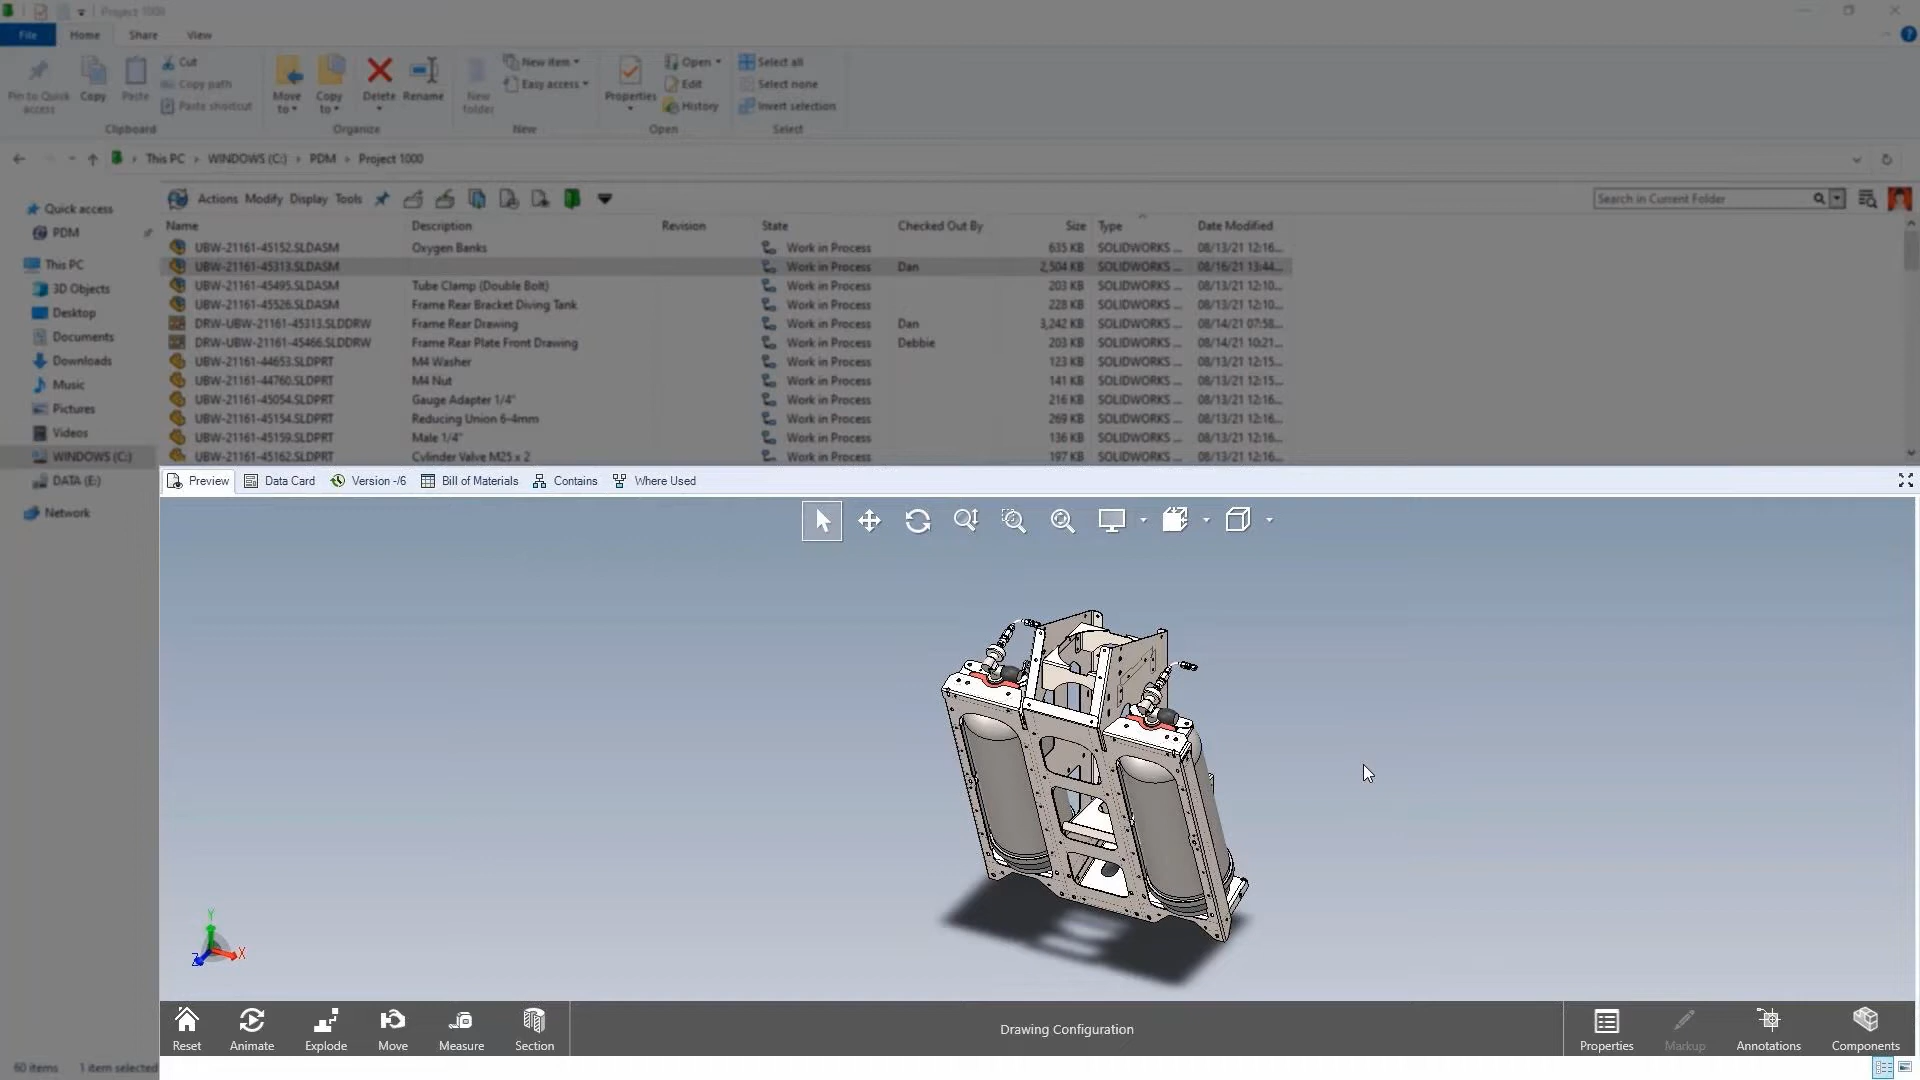 Project 1000
File Home Share View
Pin to Quick access
Copy
Paste
Cut
Copy path
Paste shortcut
Clipboard
Move to
Copy to
Delete
Rename
Organize
New folder
New item
Easy access
New
Properties
Open
Edit
History
Open
Select all
Select none
Invert selection
Select
This PC › WINDOWS (C:) › PDM › Project 1000
Quick access
PDM
This PC
3D Objects
Desktop
Documents
Downloads
Music
Pictures
Videos
WINDOWS (C:)
DATA (E:)
Network
Actions Modify Display Tools
Search in Current Folder
Name Description Revision State Checked Out By Size Type Date Modified
UBW-21161-45152.SLDASM Oxygen Banks Work in Process 635 KB SOLIDWORKS ... 08/13/21 12:16...
UBW-21161-45313.SLDASM Work in Process Dan 2,504 KB SOLIDWORKS ... 08/16/21 13:44...
UBW-21161-45495.SLDASM Tube Clamp (Double Bolt) Work in Process 203 KB SOLIDWORKS ... 08/13/21 12:10...
UBW-21161-45526.SLDASM Frame Rear Bracket Diving Tank Work in Process 228 KB SOLIDWORKS ... 08/13/21 12:10...
DRW-UBW-21161-45313.SLDDRW Frame Rear Drawing Work in Process Dan 3,242 KB SOLIDWORKS ... 08/14/21 07:58...
DRW-UBW-21161-45466.SLDDRW Frame Rear Plate Front Drawing Work in Process Debbie 203 KB SOLIDWORKS ... 08/14/21 10:21...
UBW-21161-44653.SLDPRT M4 Washer Work in Process 123 KB SOLIDWORKS ... 08/13/21 12:15...
UBW-21161-44760.SLDPRT M4 Nut Work in Process 141 KB SOLIDWORKS ... 08/13/21 12:15...
UBW-21161-45054.SLDPRT Gauge Adapter 1/4" Work in Process 216 KB SOLIDWORKS ... 08/13/21 12:16...
UBW-21161-45154.SLDPRT Reducing Union 6-4mm Work in Process 269 KB SOLIDWORKS ... 08/13/21 12:16...
UBW-21161-45159.SLDPRT Male 1/4" Work in Process 136 KB SOLIDWORKS ... 08/13/21 12:16...
UBW-21161-45162.SLDPRT Cylinder Valve M25 x 2 Work in Process 197 KB SOLIDWORKS ... 08/13/21 12:16...
Preview Data Card Version -/6 Bill of Materials Contains Where Used
Y
X
Z
Reset Animate Explode Move Measure Section
Drawing Configuration
Properties Markup Annotations Components
60 items 1 item selected